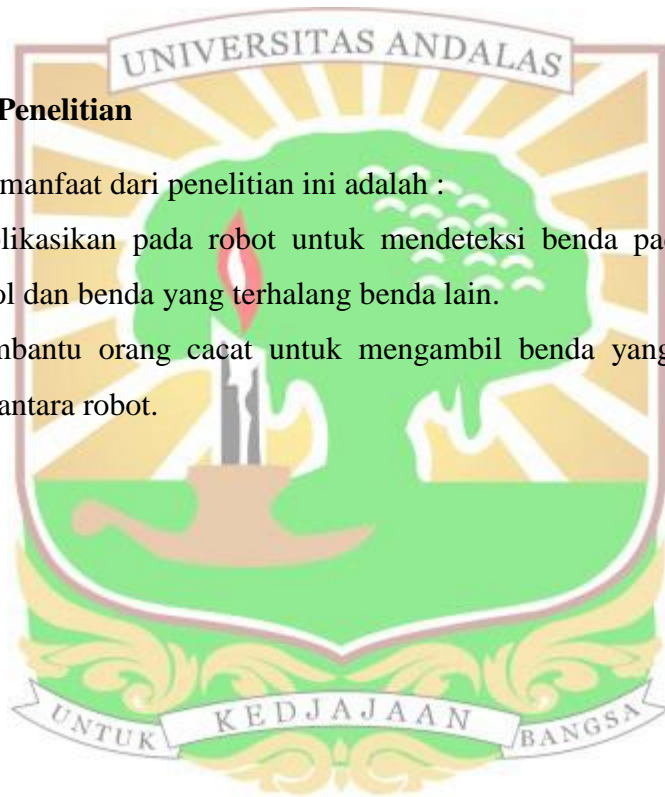 UNIVERSITAS ANDALAS
Penelitian
manfaat dari penelitian ini adalah :
likasikan pada robot untuk mendeteksi benda pa
ol dan benda yang terhalang benda lain.
mbantu orang cacat untuk mengambil benda yang
antara robot.
UNTUK KEDJAJAAN BANGSA